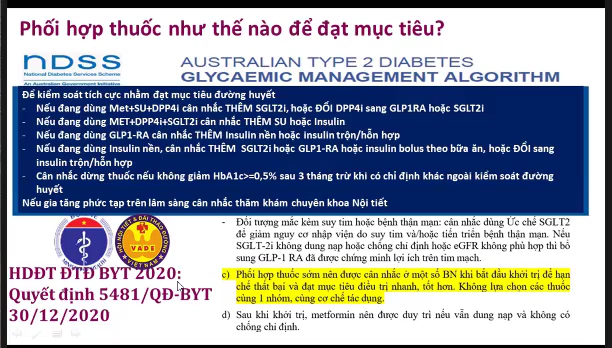 Phối hợp thuốc như thế nào để đạt mục tiêu?
ndss
National Diabetes Services Scheme
An Australian Government Initiative
AUSTRALIAN TYPE 2 DIABETES
GLYCAEMIC MANAGEMENT ALGORITHM
Để kiểm soát tích cực nhằm đạt mục tiêu đường huyết
- Nếu đang dùng Met+SU+DPP4i cân nhắc THÊM SGLT2i, hoặc ĐỔI DPP4i sang GLP1RA hoặc SGLT2i
- Nếu đang dùng MET+DPP4i+SGLT2i cân nhắc THÊM SU hoặc Insulin
- Nếu đang dùng GLP1-RA cân nhắc THÊM Insulin nền hoặc insulin trộn/hỗn hợp
- Nếu đang dùng Insulin nền, cân nhắc THÊM SGLT2i hoặc GLP1-RA hoặc insulin bolus theo bữa ăn, hoặc ĐỔI sang
insulin trộn/hỗn hợp
- Cân nhắc dừng thuốc nếu không giảm HbA1c>=0,5% sau 3 tháng trừ khi có chỉ định khác ngoài kiểm soát đường
huyết
Nếu gia tăng phức tạp trên lâm sàng cân nhắc thăm khám chuyên khoa Nội tiết
- Đối tượng mắc kèm suy tim hoặc bệnh thận mạn: cân nhắc dùng Ức chế SGLT2
để giảm nguy cơ nhập viện do suy tim và/hoặc tiến triển bệnh thận mạn. Nếu
SGLT-2i không dung nạp hoặc chống chỉ định hoặc eGFR không phù hợp thì bổ
sung GLP-1 RA đã được chứng minh lợi ích trên tim mạch.
c) Phối hợp thuốc sớm nên được cân nhắc ở một số BN khi bắt đầu khởi trị để hạn
chế thất bại và đạt mục tiêu điều trị nhanh, tốt hơn. Không lựa chọn các thuốc
cùng 1 nhóm, cùng cơ chế tác dụng.
d) Sau khi khởi trị, metformin nên được duy trì nếu vẫn dung nạp và không có
chống chỉ định.
VADE
VIỆT NAM
HDĐT ĐTĐ BYT 2020:
Quyết định 5481/QĐ-BYT
30/12/2020